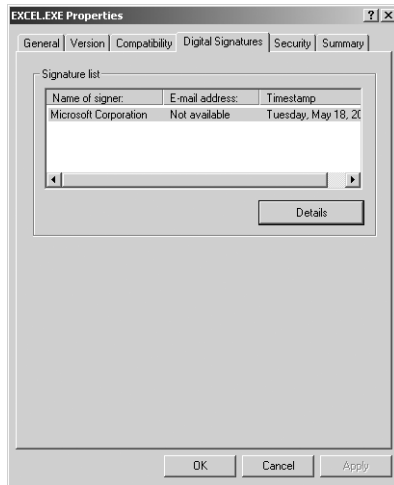 EXCEL.EXE Properties
General Version Compatibility Digital Signatures Security Summary
Signature list
Name of signer: E-mail address: Timestamp
Microsoft Corporation Not available Tuesday, May 18, 20
Details
OK Cancel Apply